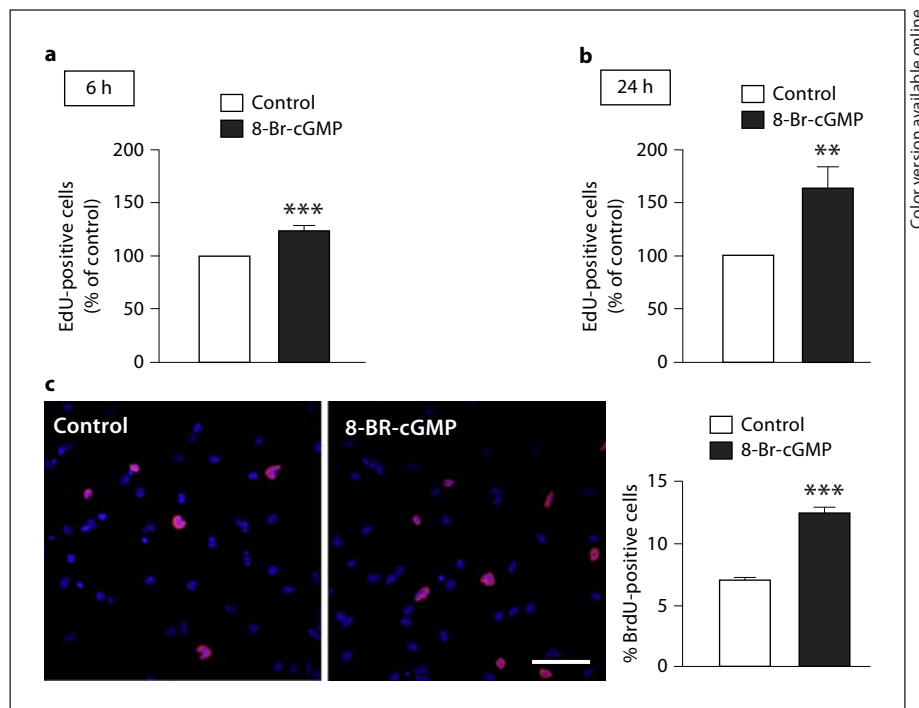 a
6 h
Control
8-Br-cGMP
EdU-positive cells
(% of control)
200
150
100
50
0
***
b
24 h
Control
8-Br-cGMP
EdU-positive cells
(% of control)
200
150
100
50
0
**
c
Control
8-BR-cGMP
Control
8-Br-cGMP
% BrdU-positive cells
15
10
5
0
***
Color version available online